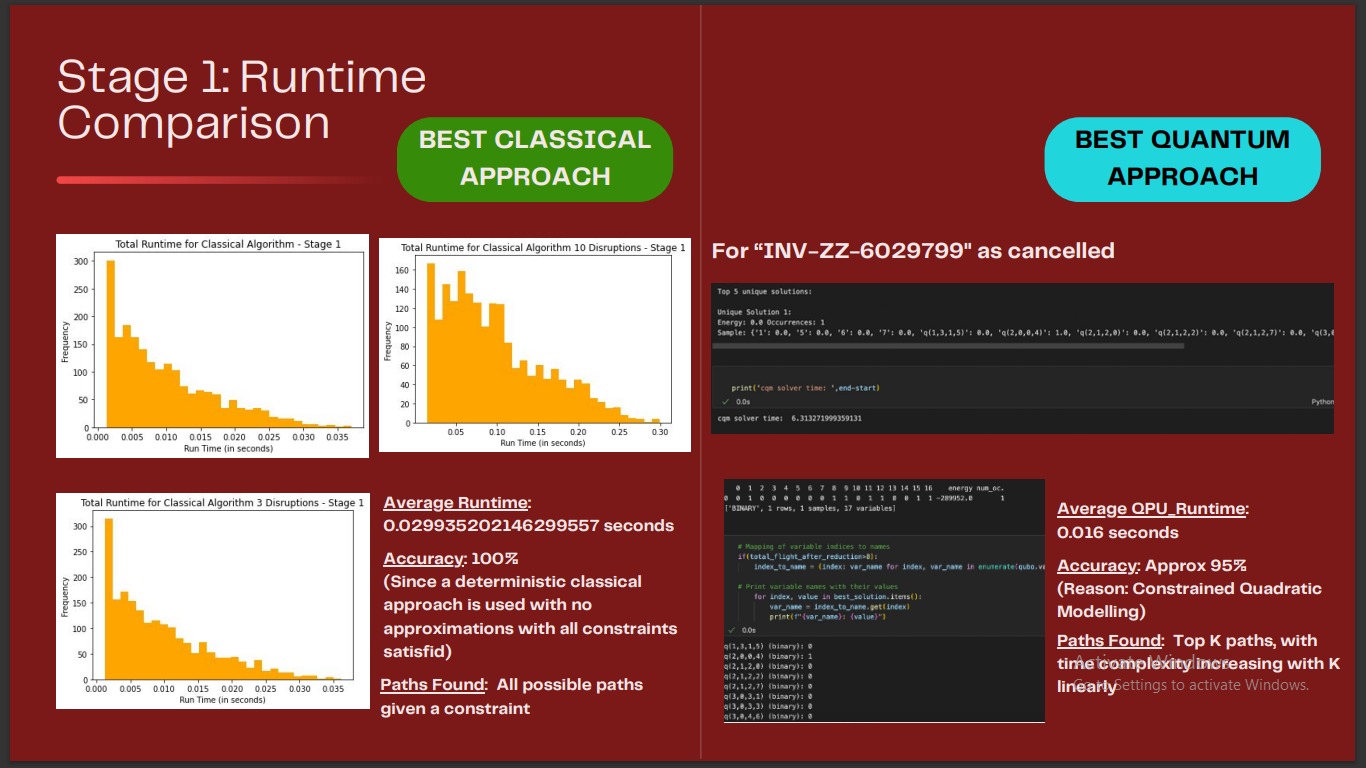 Stage 1: Runtime
Comparison
BEST CLASSICAL
APPROACH
BEST QUANTUM
APPROACH
Total Runtime for Classical Algorithm - Stage 1
Frequency
300
250
200
150
100
50
0
0.000 0.005 0.010 0.015 0.020 0.025 0.030 0.035
Run Time (in seconds)
Total Runtime for Classical Algorithm 10 Disruptions - Stage 1
Frequency
160
140
120
100
80
60
40
20
0
0.05 0.10 0.15 0.20 0.25 0.30
Run Time (in seconds)
Total Runtime for Classical Algorithm 3 Disruptions - Stage 1
Frequency
300
250
200
150
100
50
0
0.000 0.005 0.010 0.015 0.020 0.025 0.030 0.035
Run Time (in seconds)
Average Runtime:
0.029935202146299557 seconds
Accuracy: 100%
(Since a deterministic classical
approach is used with no
approximations with all constraints
satisfid)
Paths Found:  All possible paths
given a constraint
For “INV-ZZ-6029799" as cancelled
Top 5 unique solutions:
Unique Solution 1:
Energy: 0.0 Occurrences: 1
Sample: {'1': 0.0, '5': 0.0, '6': 0.0, '7': 0.0, 'q(1,3,1,5)': 0.0, 'q(2,0,0,4)': 1.0, 'q(2,1,2,0)': 0.0, 'q(2,1,2,2)': 0.0, 'q(2,1,2,7)': 0.0, 'q(3,0
print('cqm solver time: ',end-start)
✓ 0.0s
Python
cqm solver time:  6.313271999359131
0 1 2 3 4 5 6 7 8 9 10 11 12 13 14 15 16 energy num_oc.
0 0 1 0 0 0 0 0 0 1 1 0 1 1 0 0 1 1 -289952.0 1
['BINARY', 1 rows, 1 samples, 17 variables]
# Mapping of variable indices to names
if(total_flight_after_reduction>0):
index_to_name = {index: var_name for index, var_name in enumerate(qubo.va
# Print variable names with their values
for index, value in best_solution.items():
var_name = index_to_name.get(index)
print(f"{var_name}: {value}")
✓ 0.0s
q(1,3,1,5) (binary): 0
q(2,0,0,4) (binary): 1
q(2,1,2,0) (binary): 0
q(2,1,2,2) (binary): 0
q(2,1,2,7) (binary): 0
q(3,0,3,1) (binary): 0
q(3,0,3,3) (binary): 0
q(3,0,4,6) (binary): 0
Average QPU_Runtime:
0.016 seconds
Accuracy: Approx 95%
(Reason: Constrained Quadratic
Modelling)
Paths Found:  Top K paths, with
time complexity increasing with K
linearly
Activate Windows
Go to Settings to activate Windows.